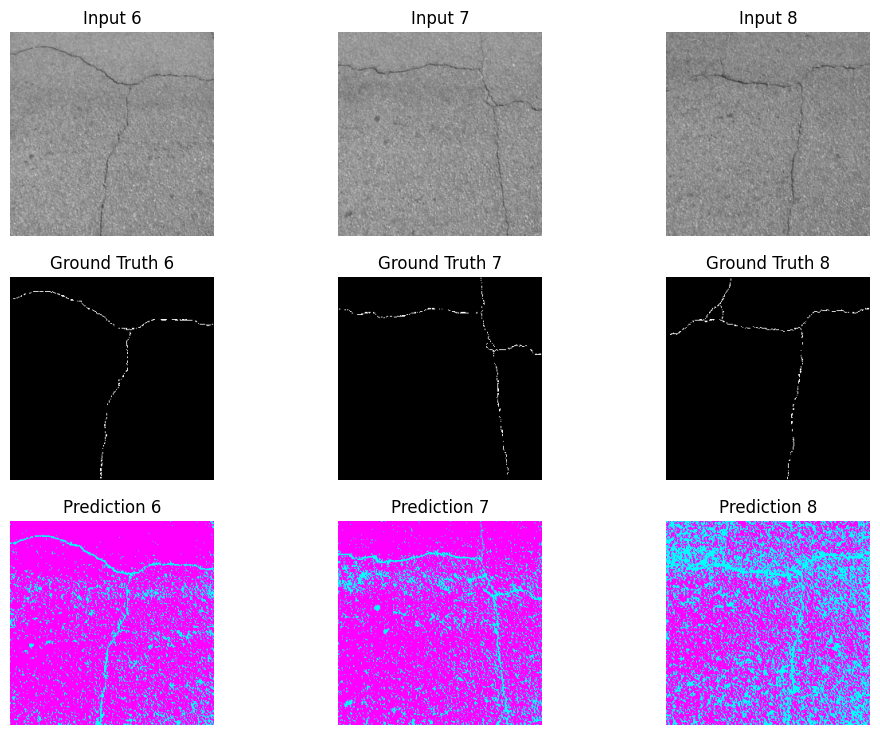 Input 6
Input 7
Input 8
Ground Truth 6
Ground Truth 7
Ground Truth 8
Prediction 6
Prediction 7
Prediction 8